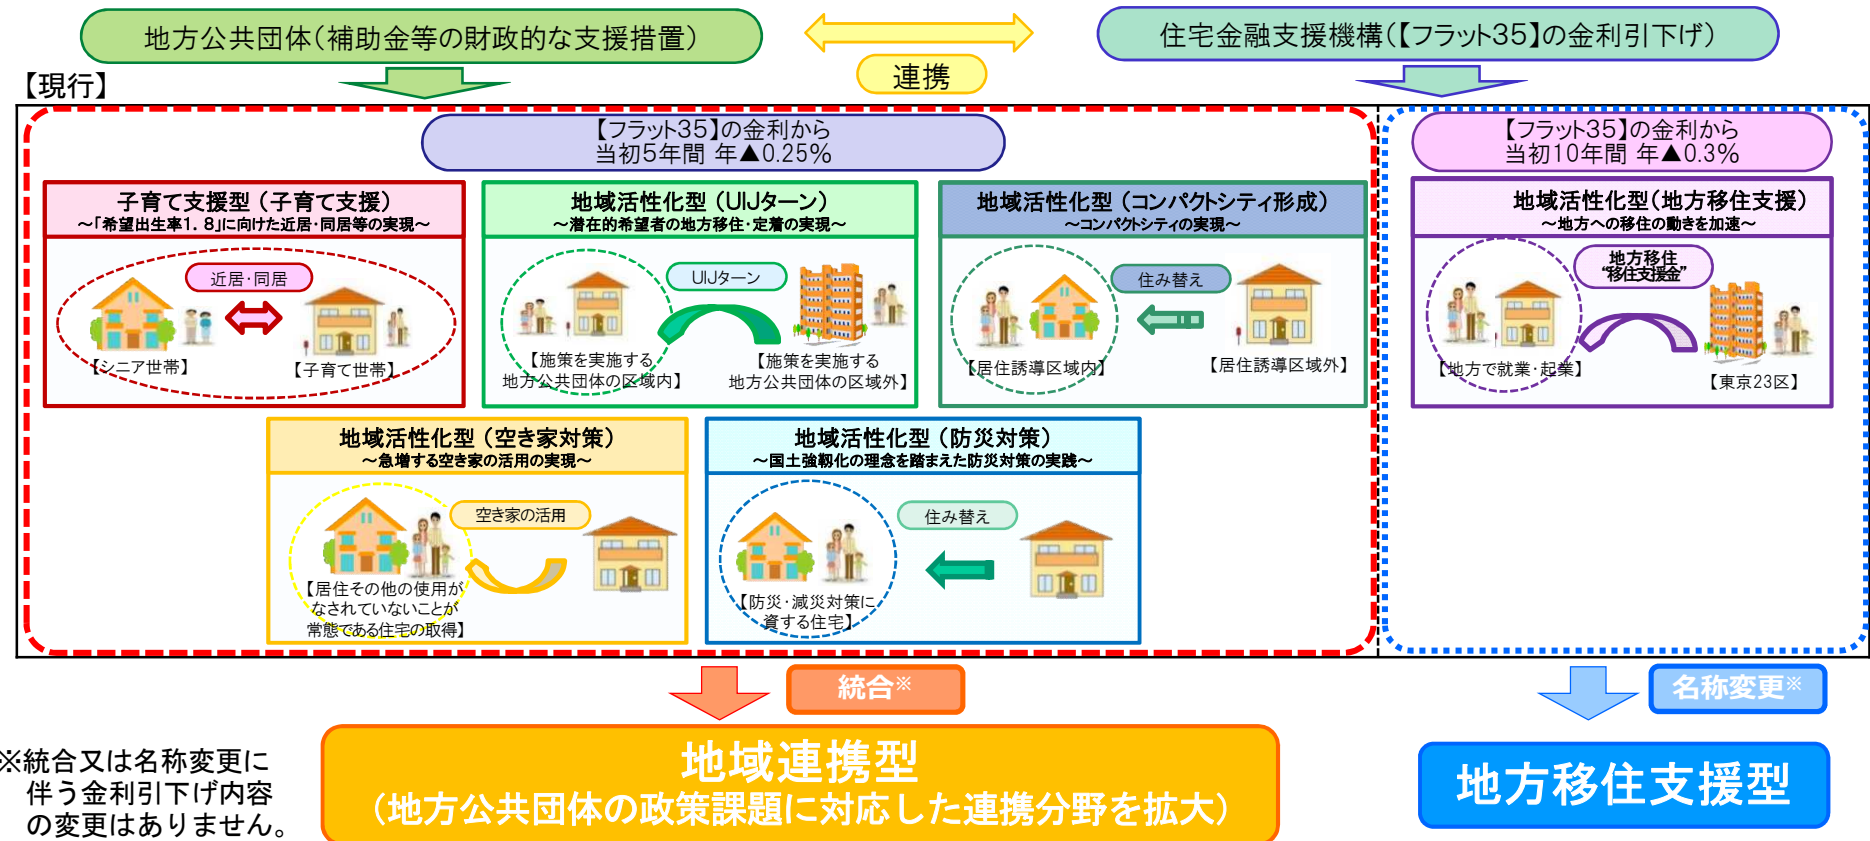 地方公共団体（補助金等の財政的な支援措置）
連携
住宅金融支援機構（【フラット35】の金利引下げ）
【現行】
【フラット35】の金利から
当初5年間 年▲0.25%
子育て支援型（子育て支援）
～「希望出生率1．8」に向けた近居・同居等の実現～
近居・同居
【シニア世帯】
【子育て世帯】
地域活性化型（UIJターン）
～潜在的希望者の地方移住・定着の実現～
UIJターン
【施策を実施する
地方公共団体の区域内】
【施策を実施する
地方公共団体の区域外】
地域活性化型（コンパクトシティ形成）
～コンパクトシティの実現～
住み替え
【居住誘導区域内】
【居住誘導区域外】
地域活性化型（空き家対策）
～急増する空き家の活用の実現～
空き家の活用
【居住その他の使用が
なされていないことが
常態である住宅の取得】
地域活性化型（防災対策）
～国土強靱化の理念を踏まえた防災対策の実践～
住み替え
【防災・減災対策に
資する住宅】
【フラット35】の金利から
当初10年間 年▲0.3%
地域活性化型（地方移住支援）
～地方への移住の動きを加速～
地方移住
“移住支援金”
【地方で就業・起業】
【東京23区】
統合※
名称変更※
※統合又は名称変更に
伴う金利引下げ内容
の変更はありません。
地域連携型
（地方公共団体の政策課題に対応した連携分野を拡大）
地方移住支援型